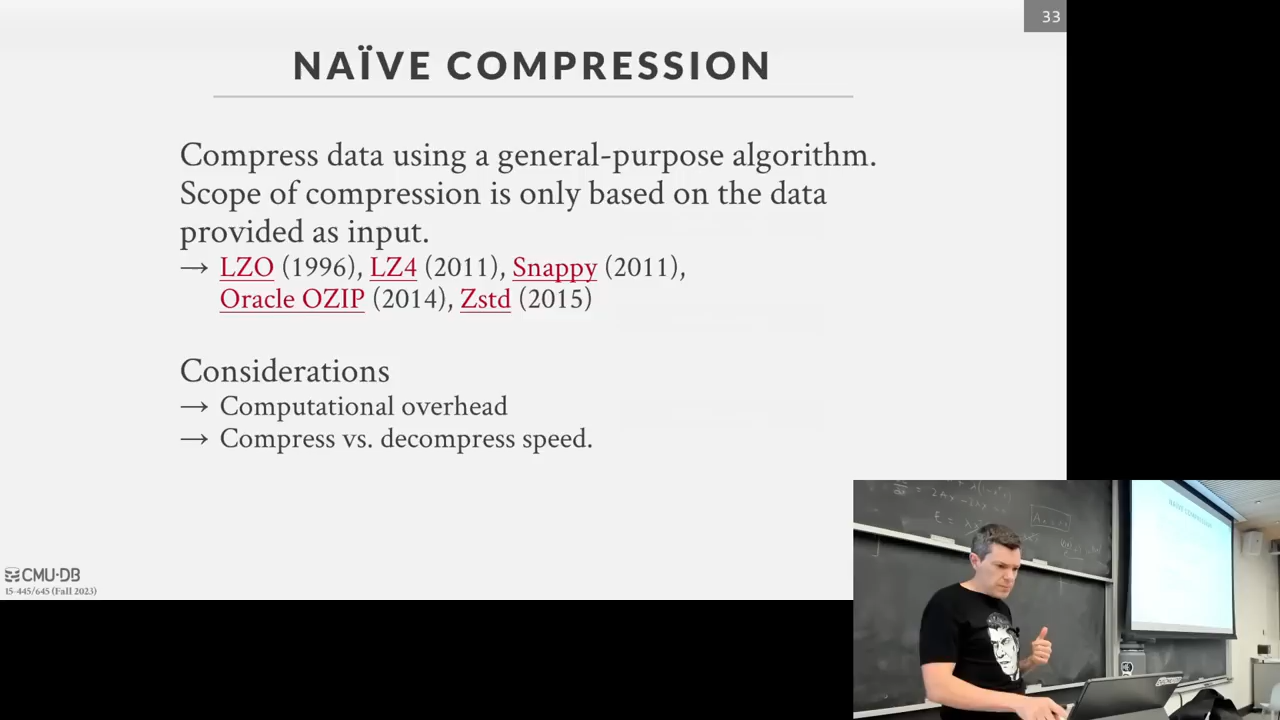 33
NAÏVE COMPRESSION
Compress data using a general-purpose algorithm.
Scope of compression is only based on the data
provided as input.
→ LZO (1996), LZ4 (2011), Snappy (2011),
Oracle OZIP (2014), Zstd (2015)
Considerations
→ Computational overhead
→ Compress vs. decompress speed.
CMU·DB
15-445/645 (Fall 2023)
NAÏVE COMPRESSION